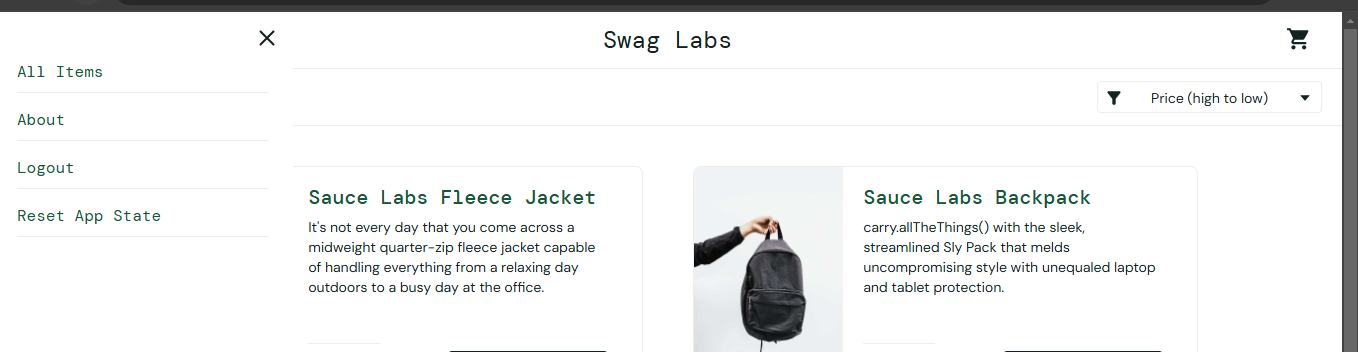 Swag Labs
All Items
About
Logout
Reset App State
Price (high to low)
Sauce Labs Fleece Jacket
It's not every day that you come across a
midweight quarter-zip fleece jacket capable
of handling everything from a relaxing day
outdoors to a busy day at the office.
Sauce Labs Backpack
carry.allTheThings() with the sleek,
streamlined Sly Pack that melds
uncompromising style with unequaled laptop
and tablet protection.